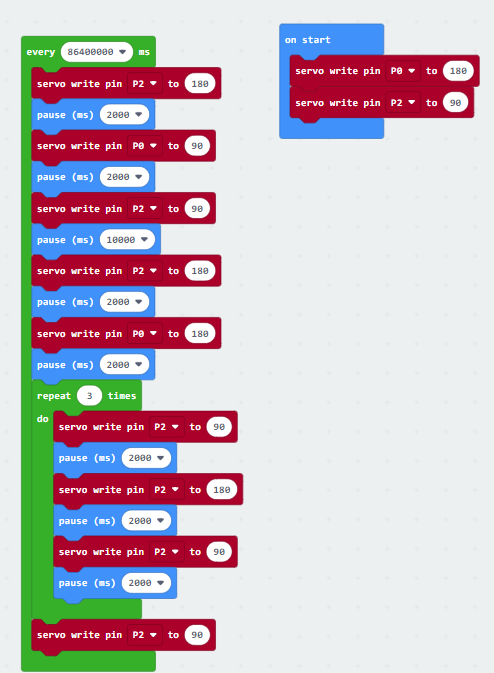 every 86400000 ms
servo write pin P2 to 180
pause (ms) 2000
servo write pin P0 to 90
pause (ms) 2000
servo write pin P2 to 90
pause (ms) 10000
servo write pin P2 to 180
pause (ms) 2000
servo write pin P0 to 180
pause (ms) 2000
repeat 3 times
do
servo write pin P2 to 90
pause (ms) 2000
servo write pin P2 to 180
pause (ms) 2000
servo write pin P2 to 90
pause (ms) 2000
servo write pin P2 to 90
on start
servo write pin P0 to 180
servo write pin P2 to 90